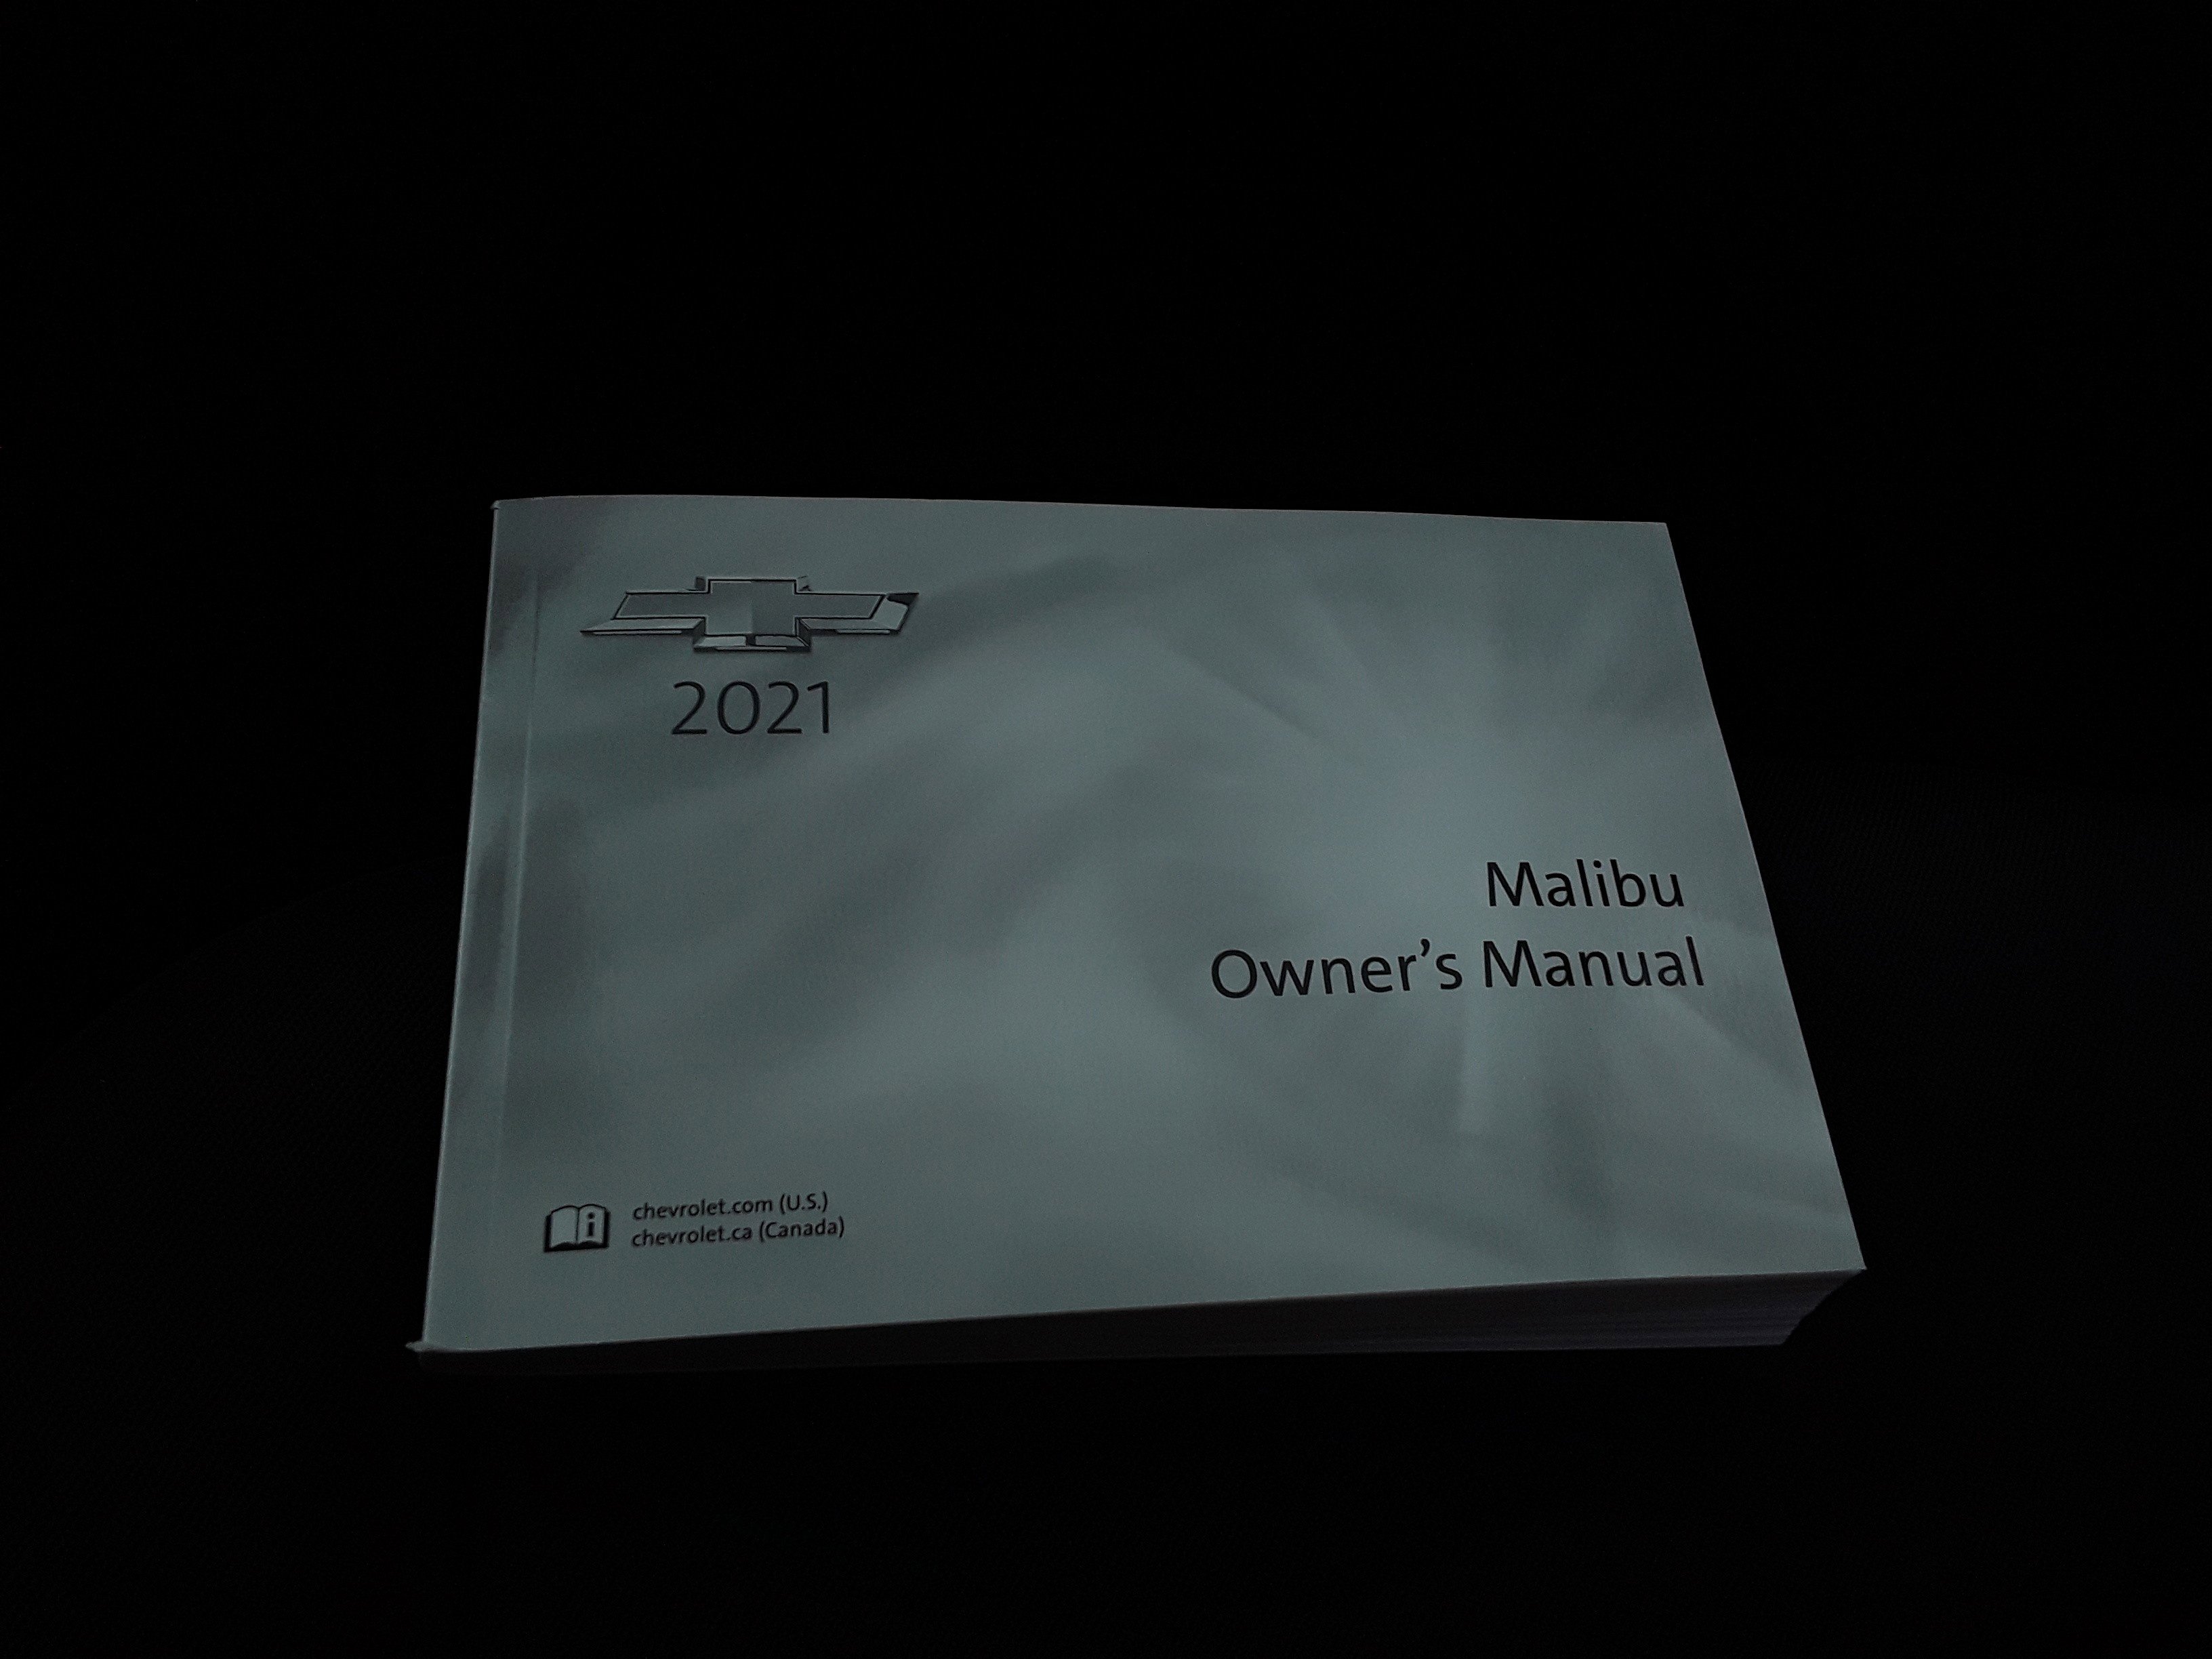 2021
Malibu
Owner's Manual
chevrolet.com (U.S.)
chevrolet.ca (Canada)